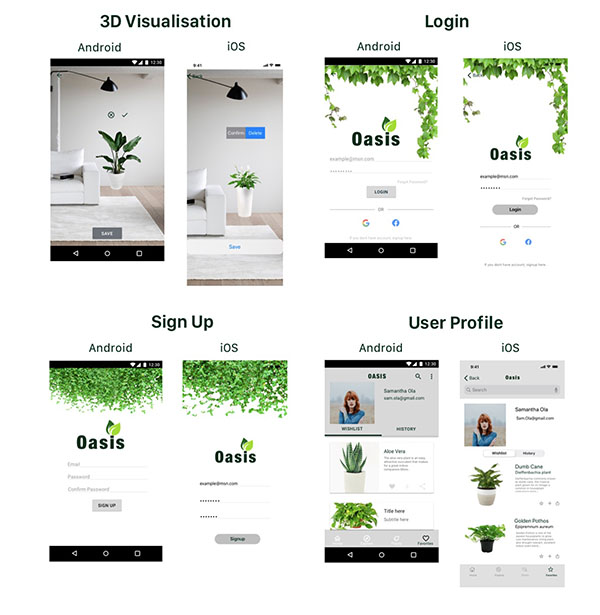 3D Visualisation
Login
Android
iOS
Android
iOS
12:30
9:41
12:30
9:41
Back
Back
Confirm Delete
SAVE
Save
Oasis
example@msn.com
Forgot Password?
LOGIN
OR
If you dont have account, signup here.
Oasis
example@msn.com
Forgot Password?
Login
OR
If you dont have account, signup here.
Sign Up
User Profile
Android
iOS
Android
iOS
12:30
Oasis
Email
Password
Confirm Password
SIGN UP
Oasis
example@msn.com
Signup
12:30
OASIS
Samantha Ola
sam.ola@gmail.com
WISHLIST
HISTORY
Aloe Vera
Title here
Subtitle here
Favorites
9:41
Back
OASIS
Search
Samantha Ola
Sam.Ola@gmail.com
Wishlist
History
Dumb Cane
Dieffenbachia plant
Golden Pothos
Epipremnum aureum
Favorites